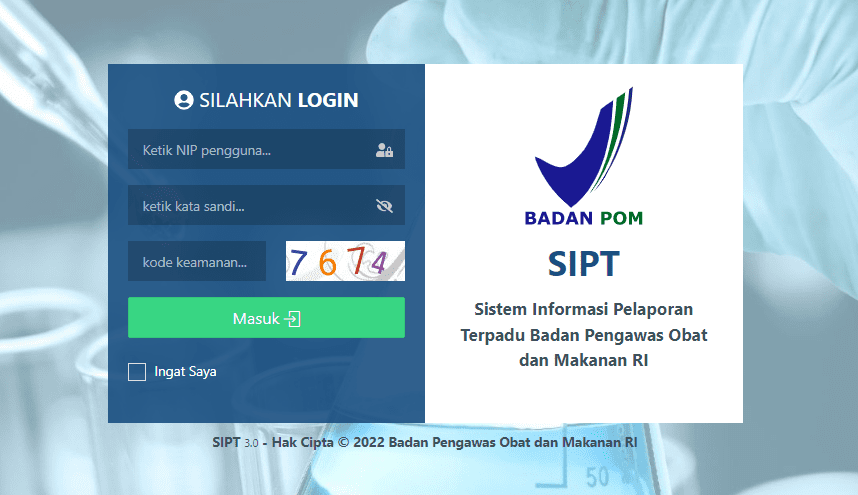 SILAHKAN LOGIN
Ketik NIP pengguna...
ketik kata sandi...
kode keamanan...
7674
Masuk
Ingat Saya
BADAN POM
SIPT
Sistem Informasi Pelaporan
Terpadu Badan Pengawas Obat
dan Makanan RI
SIPT 3.0 - Hak Cipta © 2022 Badan Pengawas Obat dan Makanan RI
50